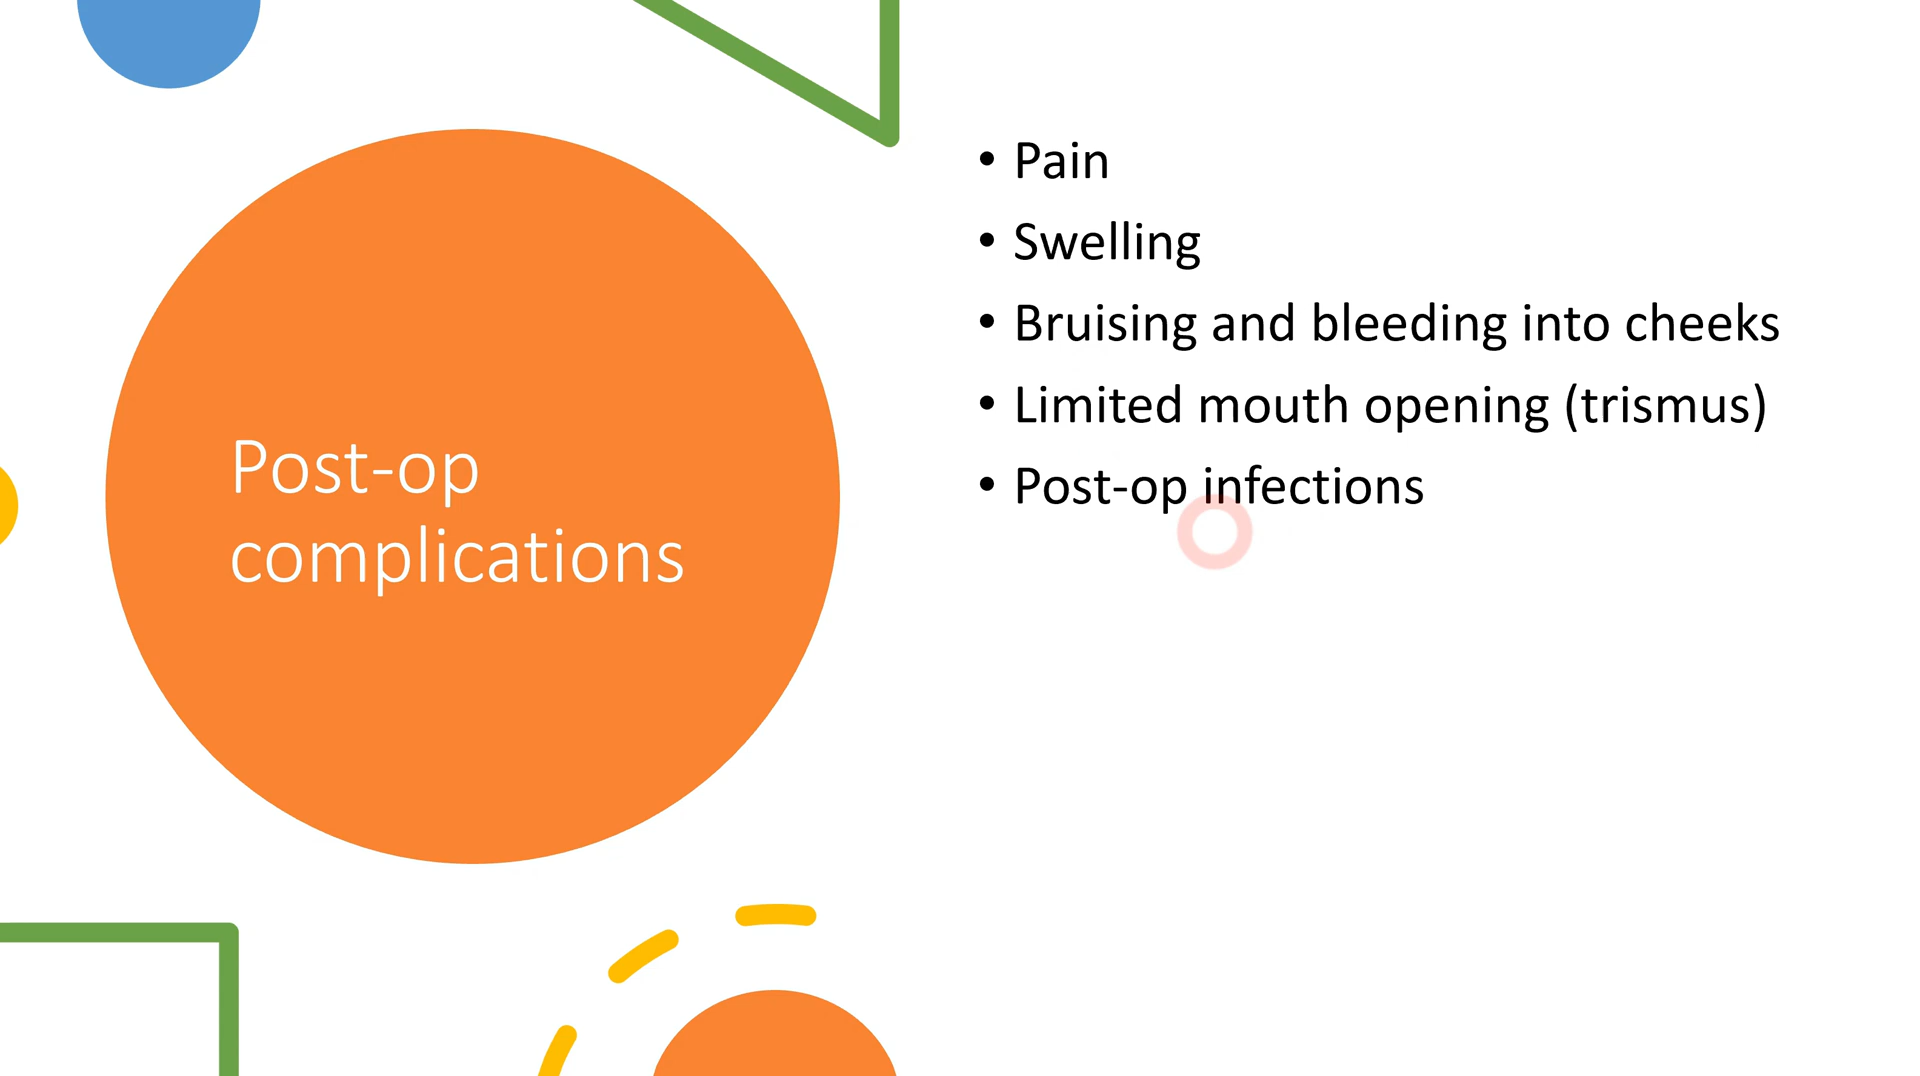 Post-op
complications
• Pain
• Swelling
• Bruising and bleeding into cheeks
• Limited mouth opening (trismus)
• Post-op infections